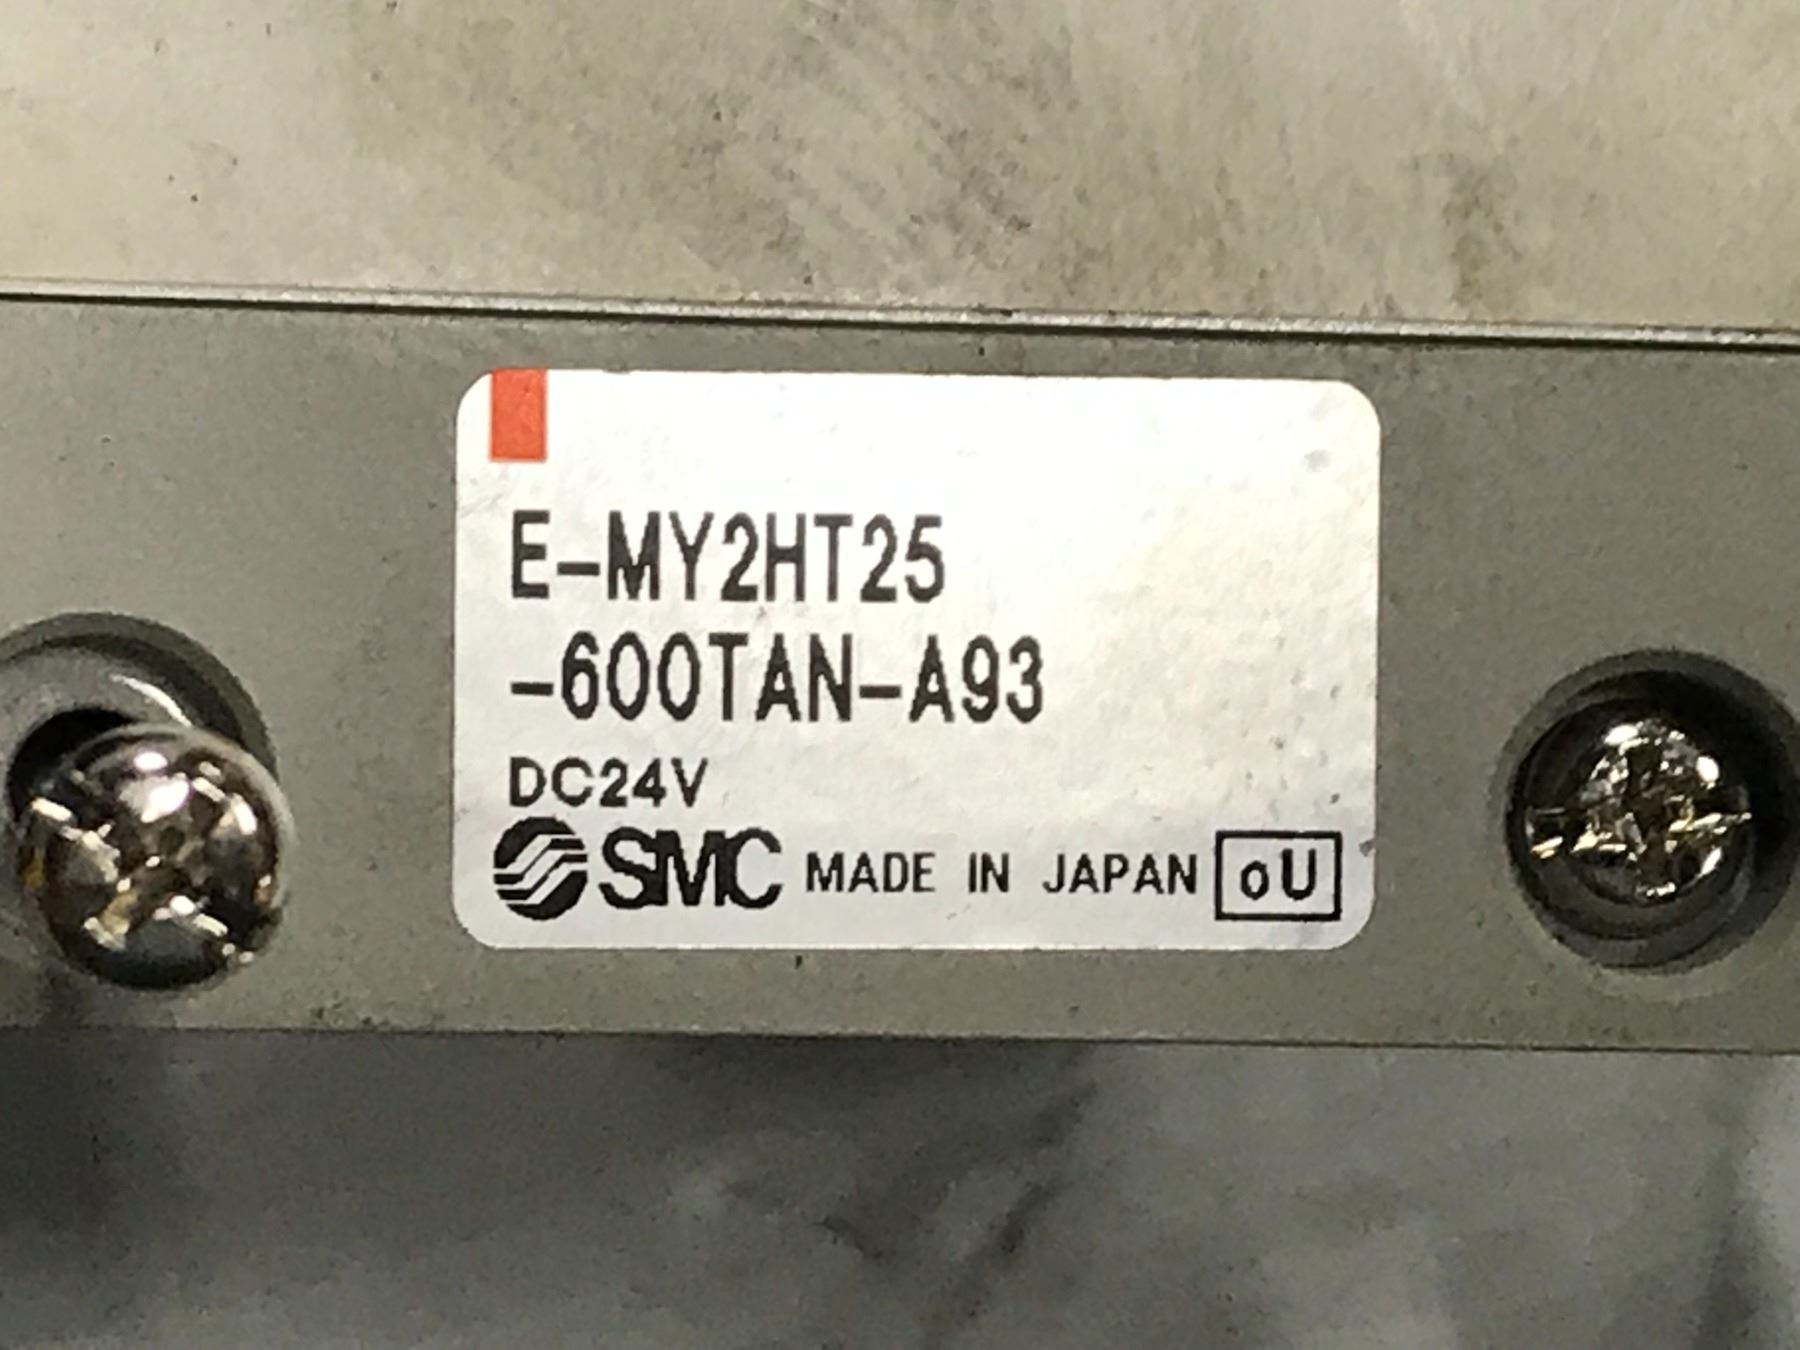 E-MY2HT25
-600TAN-A93
DC24V
SMC MADE IN JAPAN oU